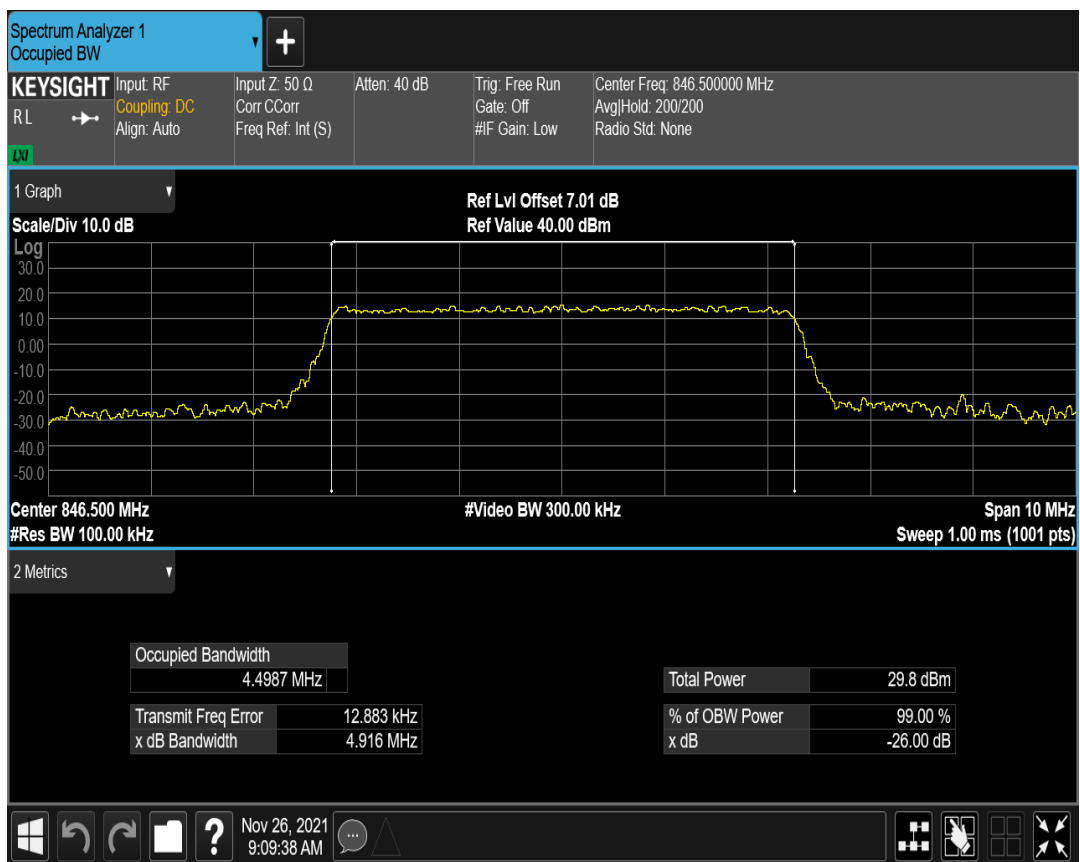 Spectrum Analyzer 1
Occupied BW
+
KEYSIGHT
Input: RF
Input Z: 50 Ω
Atten: 40 dB
Trig: Free Run
Center Freq: 846.500000 MHz
RL
Coupling: DC
Corr CCorr
Gate: Off
Avg|Hold: 200/200
Align: Auto
Freq Ref: Int (S)
#IF Gain: Low
Radio Std: None
LXI
1 Graph
Ref Lvl Offset 7.01 dB
Scale/Div 10.0 dB
Ref Value 40.00 dBm
Log
30.0
20.0
10.0
0.00
-10.0
-20.0
-30.0
-40.0
-50.0
Center 846.500 MHz
#Video BW 300.00 kHz
Span 10 MHz
#Res BW 100.00 kHz
Sweep 1.00 ms (1001 pts)
2 Metrics
Occupied Bandwidth
4.4987 MHz
Total Power 29.8 dBm
Transmit Freq Error 12.883 kHz
% of OBW Power 99.00 %
x dB Bandwidth 4.916 MHz
x dB -26.00 dB
?
Nov 26, 2021
9:09:38 AM